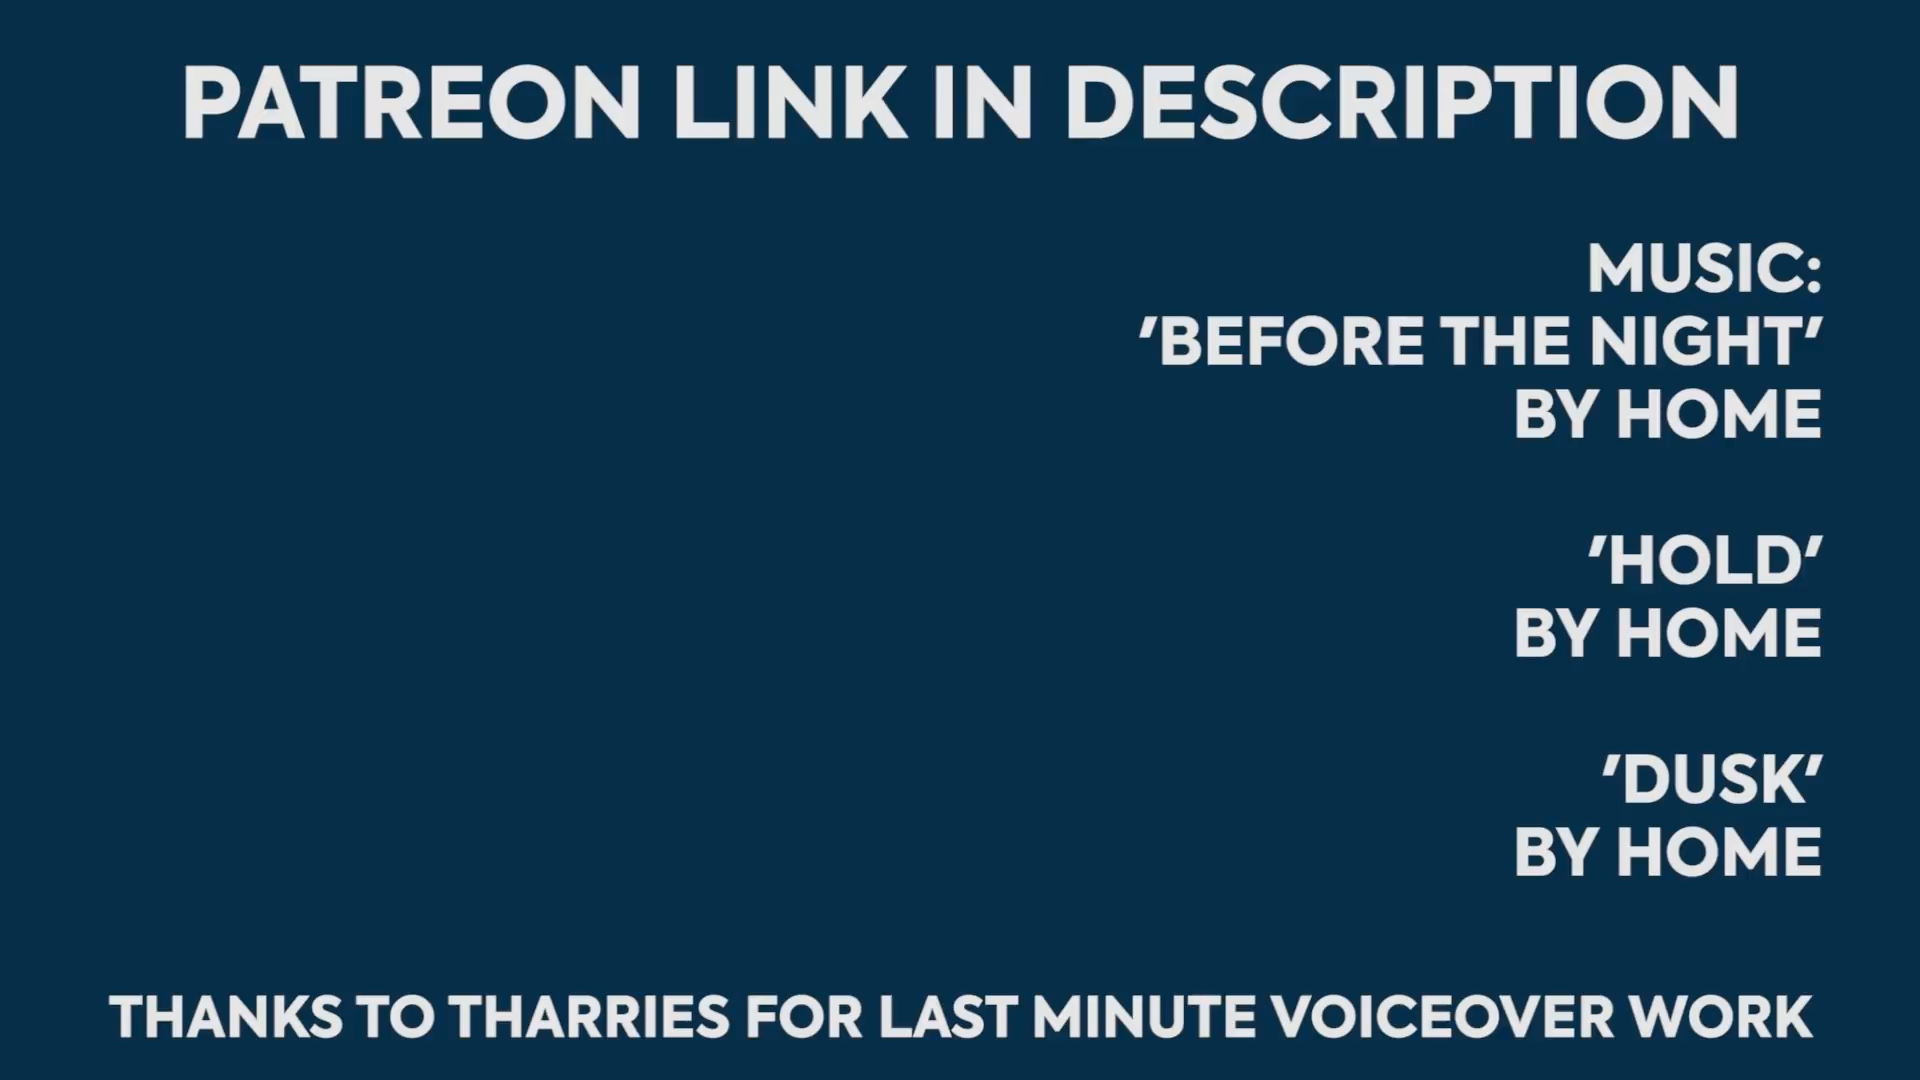 PATREON LINK IN DESCRIPTION
MUSIC:
'BEFORE THE NIGHT'
BY HOME
'HOLD'
BY HOME
'DUSK'
BY HOME
THANKS TO THARRIES FOR LAST MINUTE VOICEOVER WORK